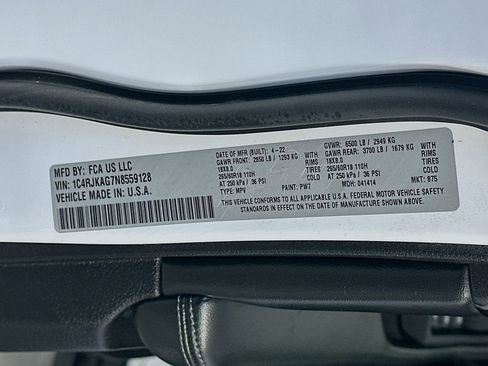 MFD BY: FCA US LLC
DATE OF MFR (BUILT): 4-22
GVWR: 6500 LB / 2949 KG
GAWR FRONT: 2850 LB / 1293 KG
WITH
GAWR REAR: 3700 LB / 1679 KG
WITH
18X8.0
RIMS
18X8.0
RIMS
265/60R18 110H
TIRES
265/60R18 110H
TIRES
AT 250 kPa / 36 PSI
COLD
AT 250 kPa / 36 PSI
COLD
VIN: 1C4RJKAG7N8559128
TYPE: MPV
PAINT: PW7
MDH: 041414
MKT: 875
VEHICLE MADE IN: U.S.A.
THIS VEHICLE CONFORMS TO ALL APPLICABLE U.S.A. FEDERAL MOTOR VEHICLE SAFETY
STANDARDS IN EFFECT ON THE DATE OF MANUFACTURE SHOWN ABOVE.